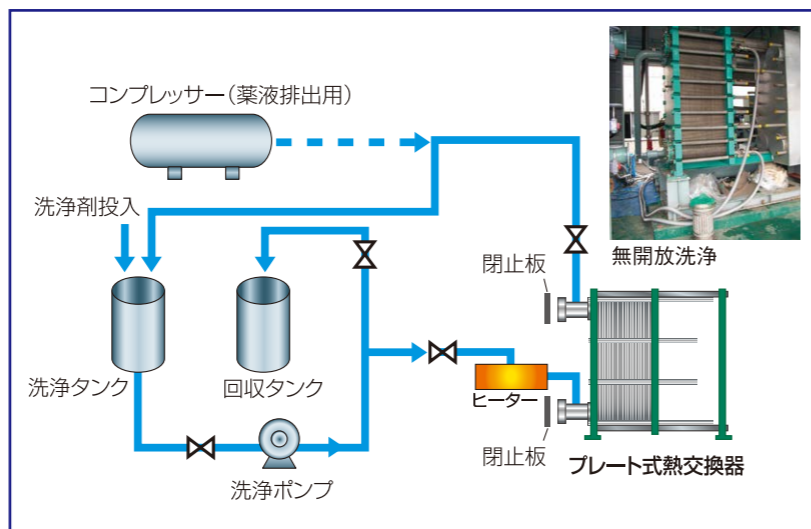 コンプレッサー（薬液排出用）
洗浄剤投入
無開放洗浄
閉止板
洗浄タンク
回収タンク
ヒーター
閉止板
プレート式熱交換器
洗浄ポンプ